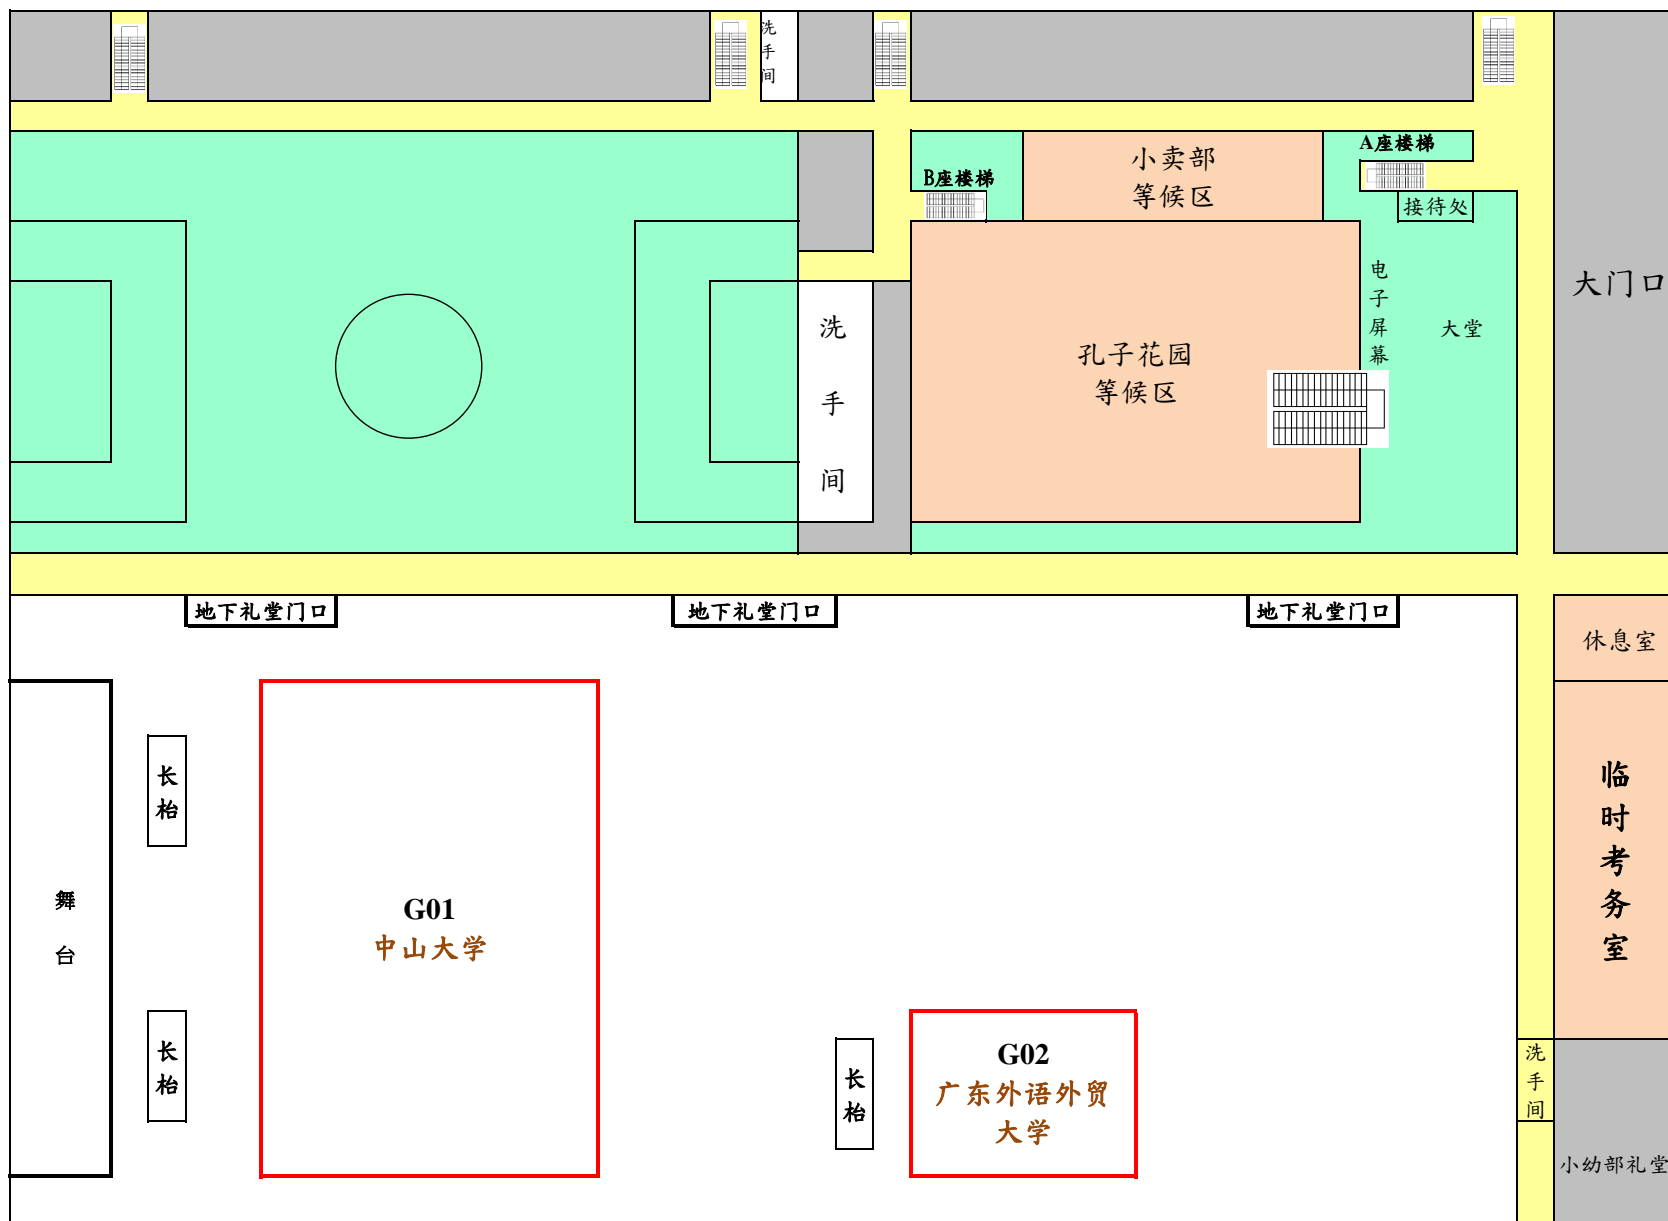 洗手间
A座楼梯
小卖部
等候区
B座楼梯
接待处
电子屏幕
大门口
洗手间
大堂
孔子花园
等候区
地下礼堂门口
地下礼堂门口
地下礼堂门口
休息室
长枱
临时考务室
舞台
G01
中山大学
长枱
长枱
G02
广东外语外贸
大学
洗手间
小幼部礼堂